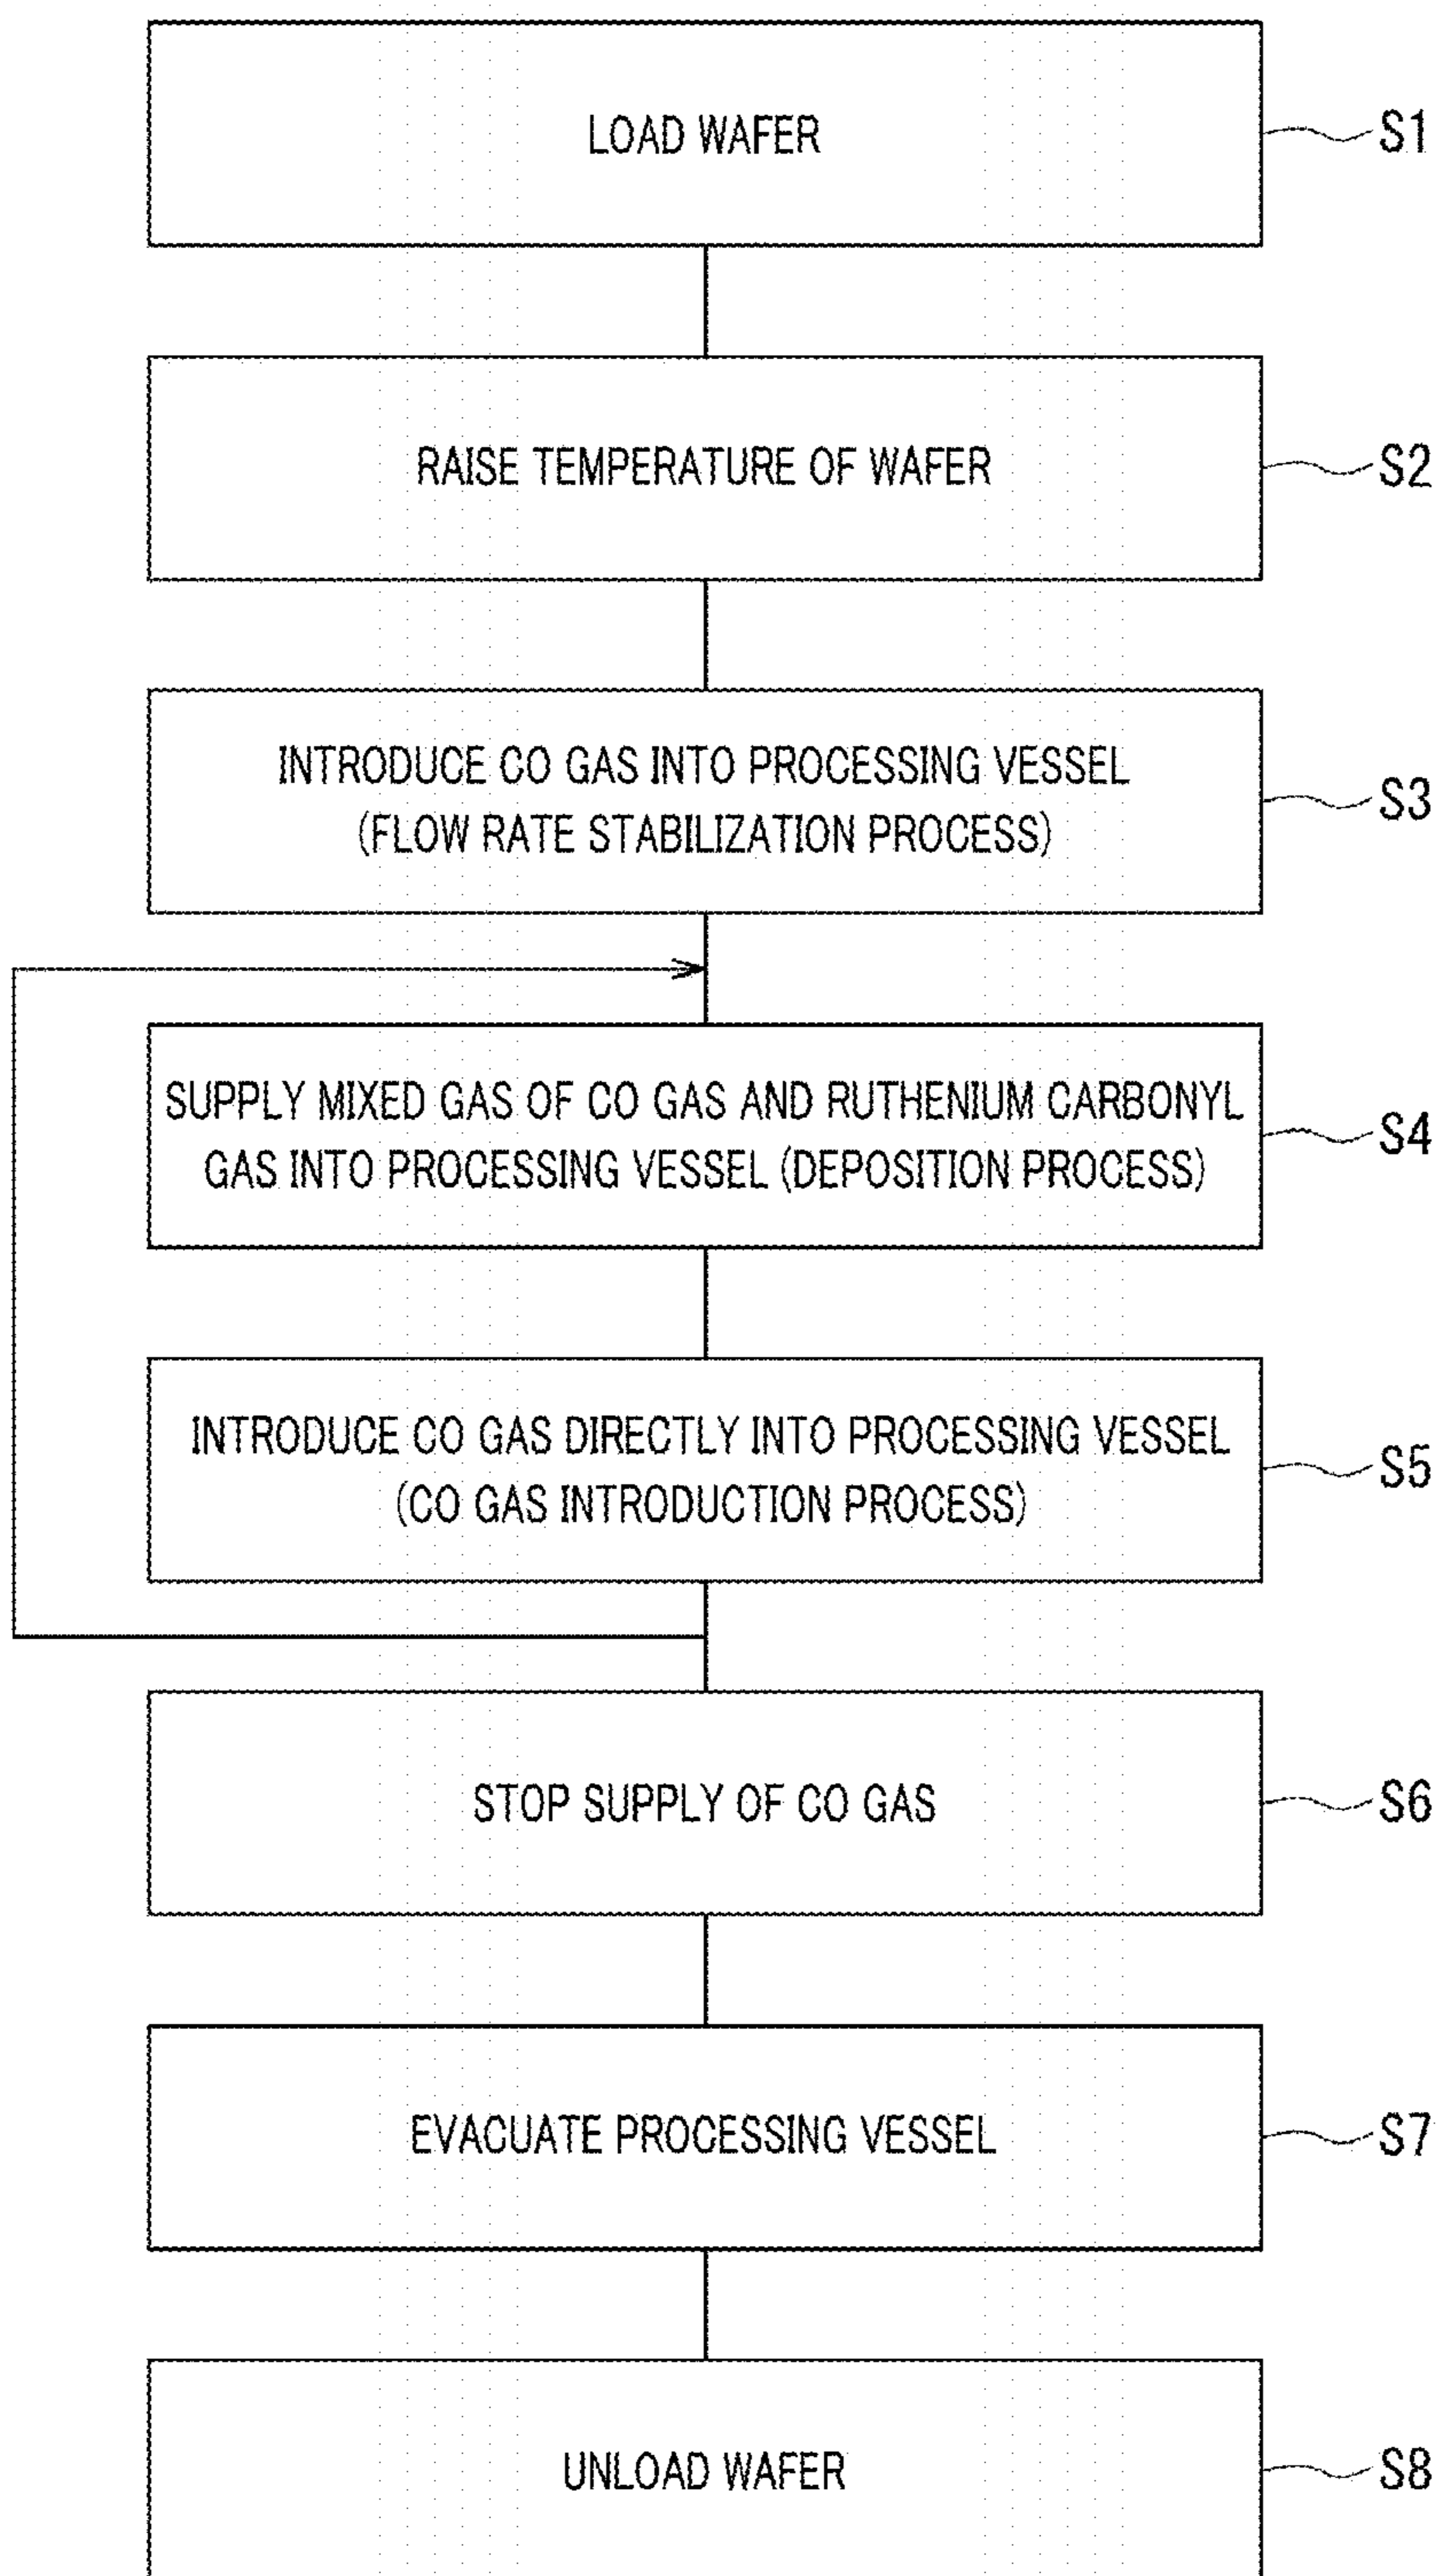 LOAD WAFER
S1
RAISE TEMPERATURE OF WAFER
S2
INTRODUCE CO GAS INTO PROCESSING VESSEL
(FLOW RATE STABILIZATION PROCESS)
S3
SUPPLY MIXED GAS OF CO GAS AND RUTHENIUM CARBONYL
GAS INTO PROCESSING VESSEL (DEPOSITION PROCESS)
S4
INTRODUCE CO GAS DIRECTLY INTO PROCESSING VESSEL
(CO GAS INTRODUCTION PROCESS)
S5
STOP SUPPLY OF CO GAS
S6
EVACUATE PROCESSING VESSEL
S7
UNLOAD WAFER
S8